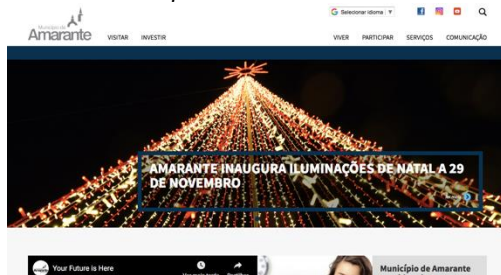 Selecionar idioma ▼
Município de
Amarante
VISITAR INVESTIR
VIVER PARTICIPAR SERVIÇOS COMUNICAÇÃO
AMARANTE INAUGURA ILUMINAÇÕES DE NATAL A 29
DE NOVEMBRO
Your Future is Here
Município de Amarante